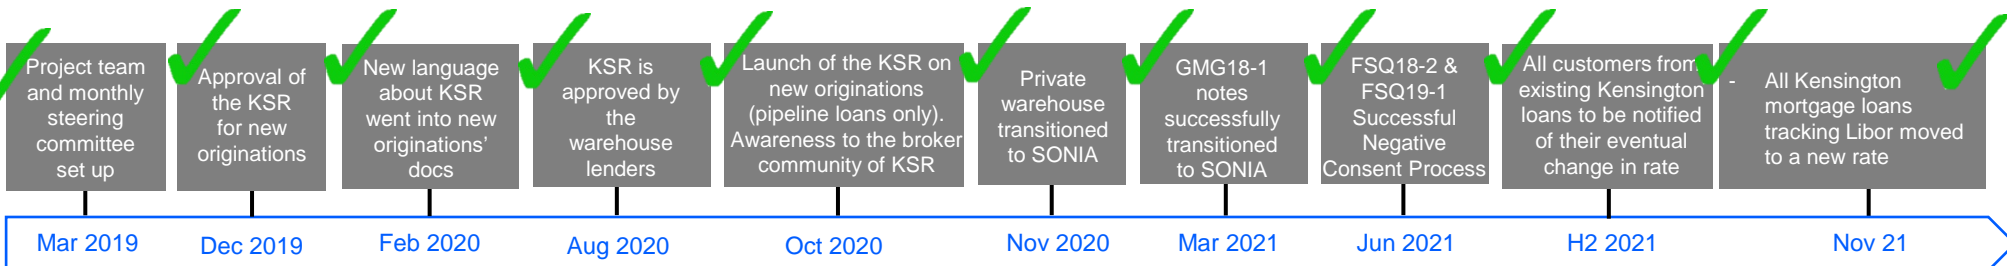 Project team
and monthly
steering
committee
set up
Approval of
the KSR
for new
originations
New language
about KSR
went into new
originations'
docs
KSR is
approved by
the
warehouse
lenders
Launch of the KSR on
new originations
(pipeline loans only).
Awareness to the broker
community of KSR
Private
warehouse
transitioned
to SONIA
GMG18-1
notes
successfully
transitioned
to SONIA
FSQ18-2 &
FSQ19-1
Successful
Negative
Consent Process
All customers from
existing Kensington
loans to be notified
of their eventual
change in rate
- All Kensington
mortgage loans
tracking Libor moved
to a new rate
Mar 2019
Dec 2019
Feb 2020
Aug 2020
Oct 2020
Nov 2020
Mar 2021
Jun 2021
H2 2021
Nov 21